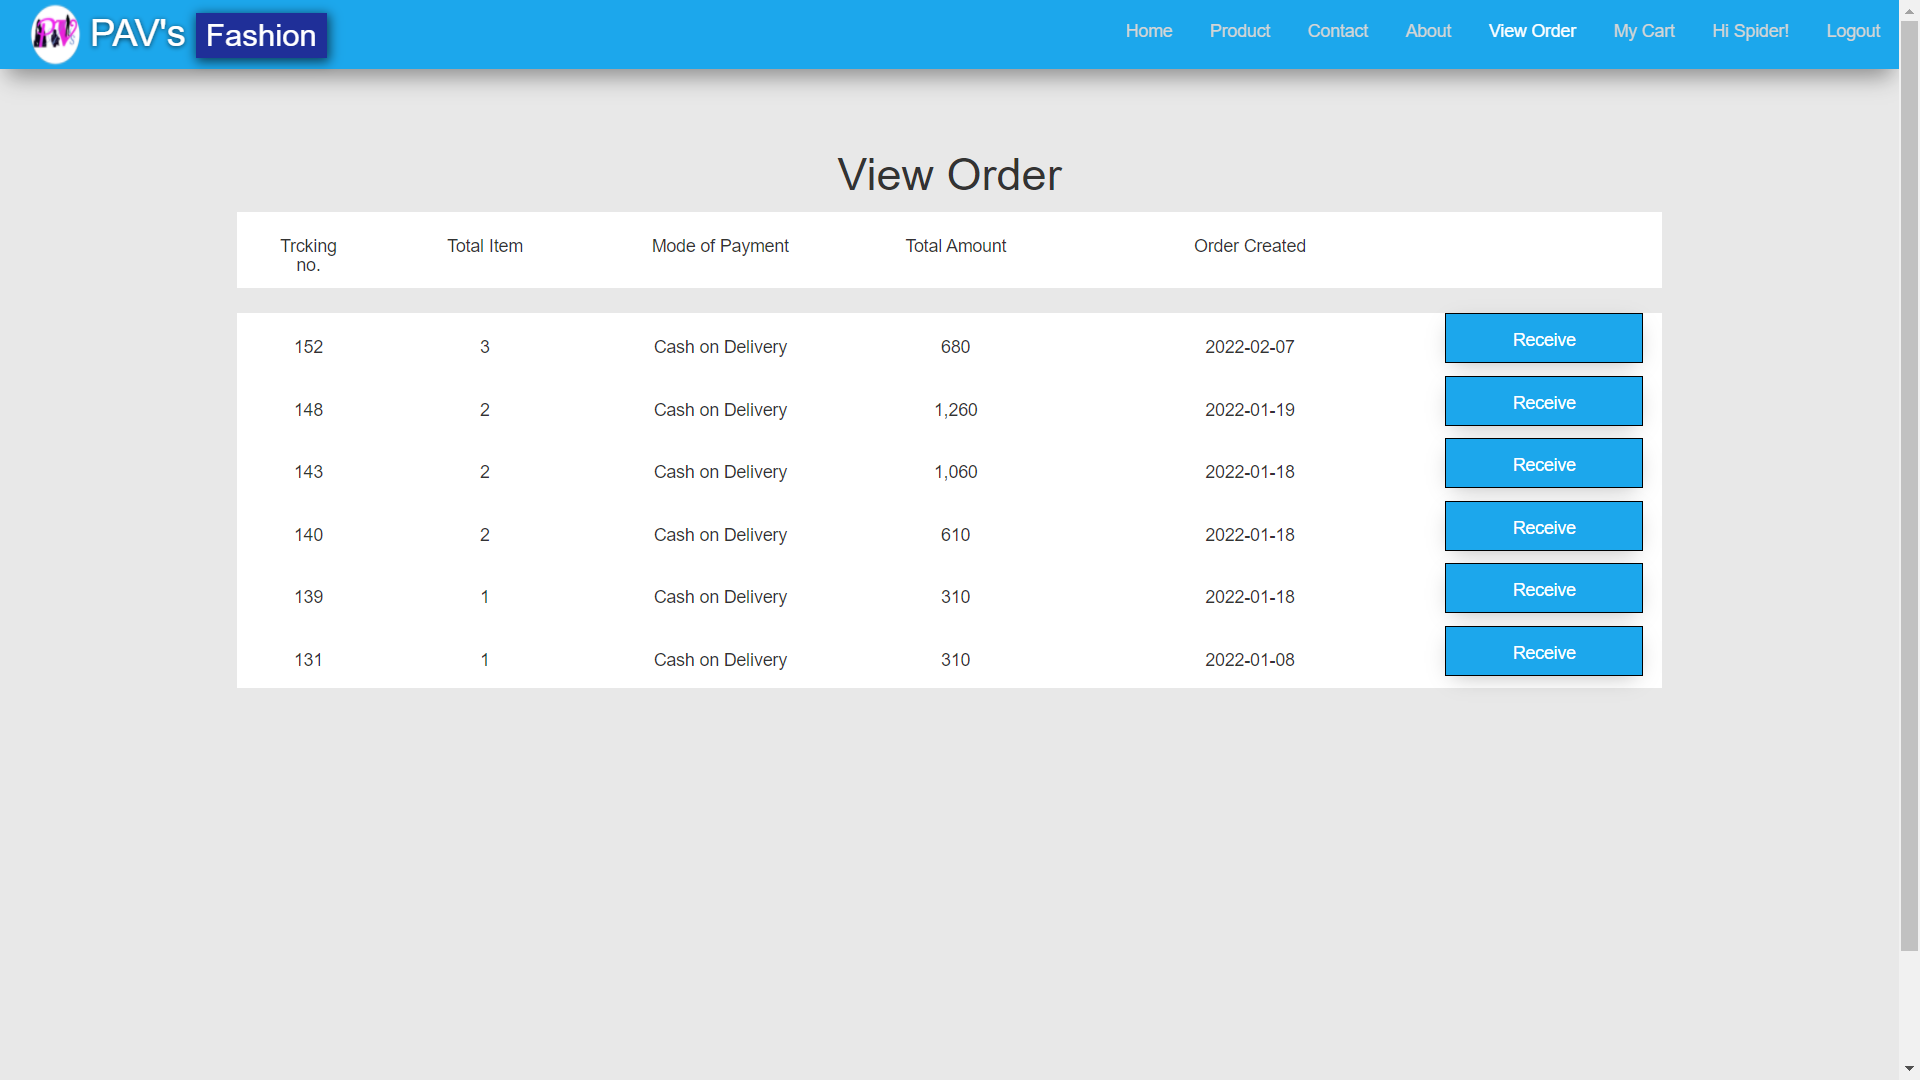 PAV's Fashion Home Product Contact About View Order My Cart Hi Spider! Logout
View Order
Trcking no. Total Item Mode of Payment Total Amount Order Created
152 3 Cash on Delivery 680 2022-02-07 Receive
148 2 Cash on Delivery 1,260 2022-01-19 Receive
143 2 Cash on Delivery 1,060 2022-01-18 Receive
140 2 Cash on Delivery 610 2022-01-18 Receive
139 1 Cash on Delivery 310 2022-01-18 Receive
131 1 Cash on Delivery 310 2022-01-08 Receive